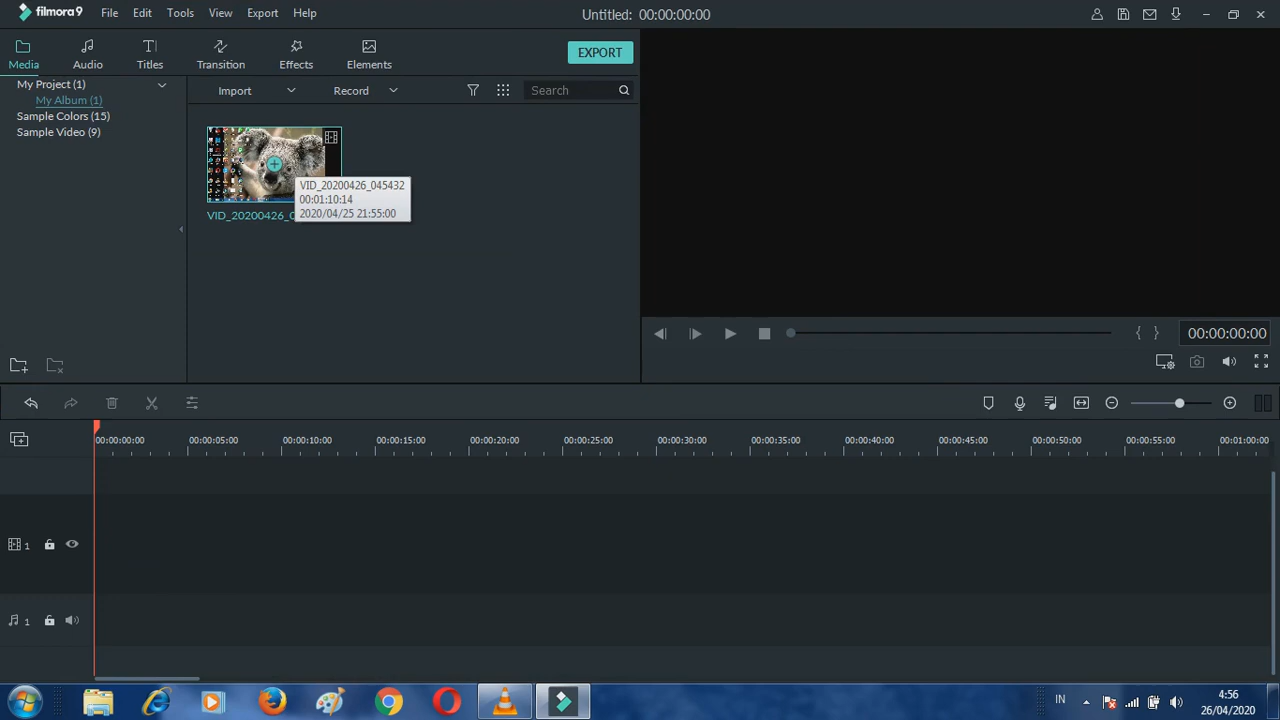 filmora9
File Edit Tools View Export Help
Untitled: 00:00:00:00
Media Audio Titles Transition Effects Elements
EXPORT
My Project (1)
My Album (1)
Sample Colors (15)
Sample Video (9)
Import Record Search
VID_20200426_0
VID_20200426_045432
00:01:10:14
2020/04/25 21:55:00
00:00:00:00
00:00:00:00 00:00:05:00 00:00:10:00 00:00:15:00 00:00:20:00 00:00:25:00 00:00:30:00 00:00:35:00 00:00:40:00 00:00:45:00 00:00:50:00 00:00:55:00 00:01:00:00
1
1
IN
4:56
26/04/2020